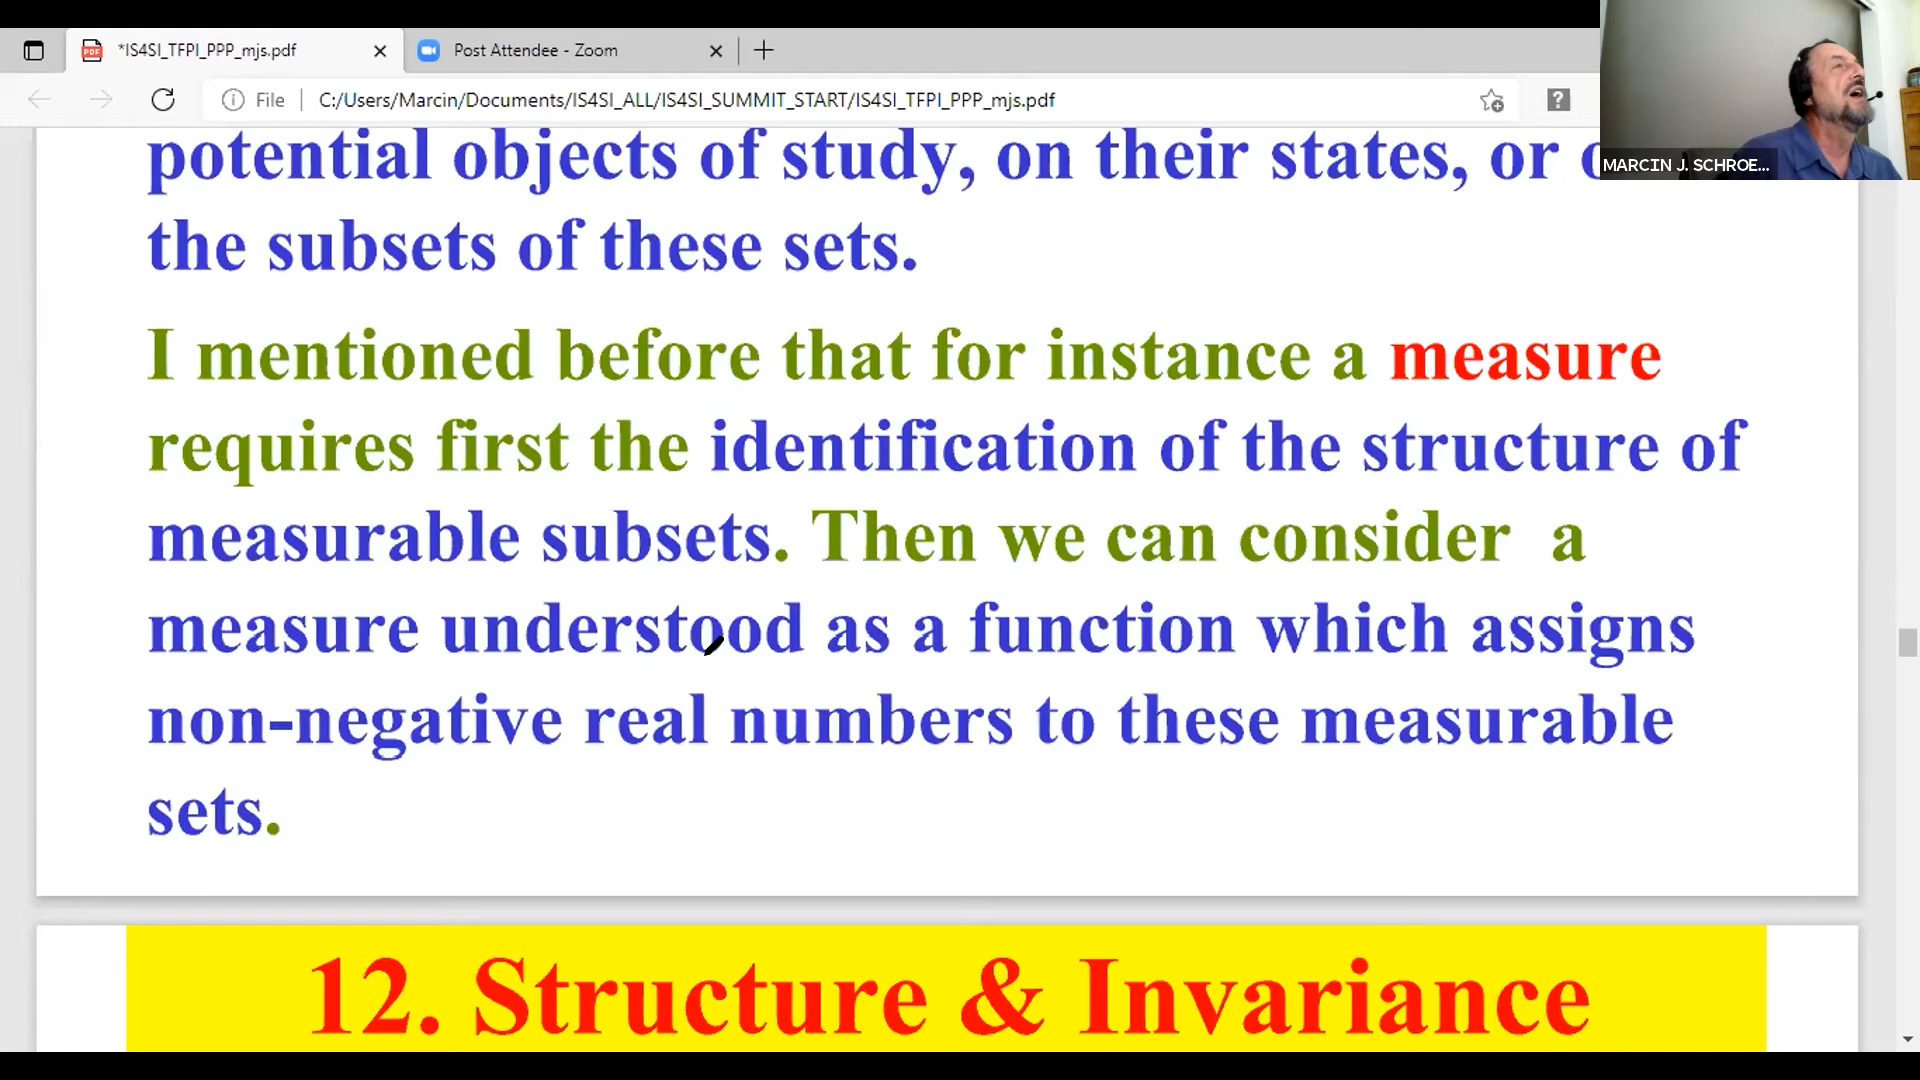 *IS4SI_TFPI_PPP_mjs.pdf
Post Attendee - Zoom
File
C:/Users/Marcin/Documents/IS4SI_ALL/IS4SI_SUMMIT_START/IS4SI_TFPI_PPP_mjs.pdf
MARCIN J. SCHROE...
potential objects of study, on their states, or
the subsets of these sets.
I mentioned before that for instance a measure
requires first the identification of the structure of
measurable subsets. Then we can consider a
measure understood as a function which assigns
non-negative real numbers to these measurable
sets.
12. Structure & Invariance